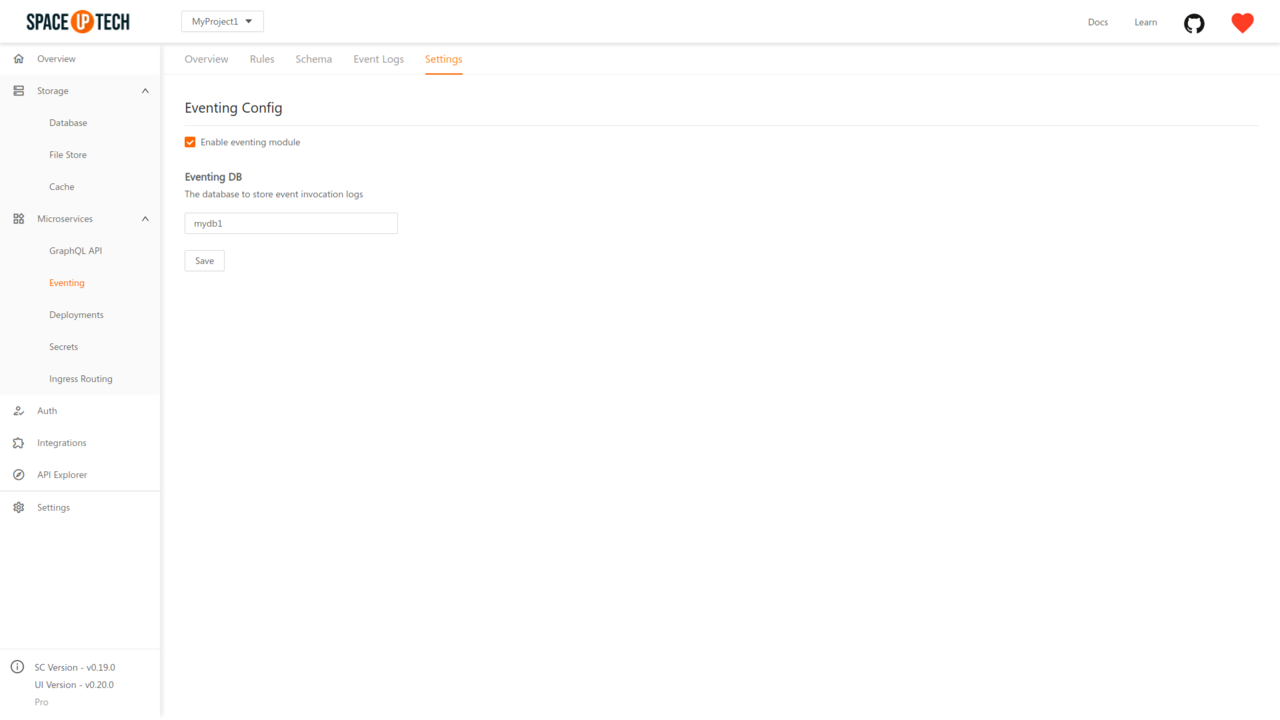 SPACE UP TECH
MyProject1
Docs
Learn
Overview
Storage
Database
File Store
Cache
Microservices
GraphQL API
Eventing
Deployments
Secrets
Ingress Routing
Auth
Integrations
API Explorer
Settings
SC Version - v0.19.0
UI Version - v0.20.0
Pro
Overview
Rules
Schema
Event Logs
Settings
Eventing Config
Enable eventing module
Eventing DB
The database to store event invocation logs
mydb1
Save